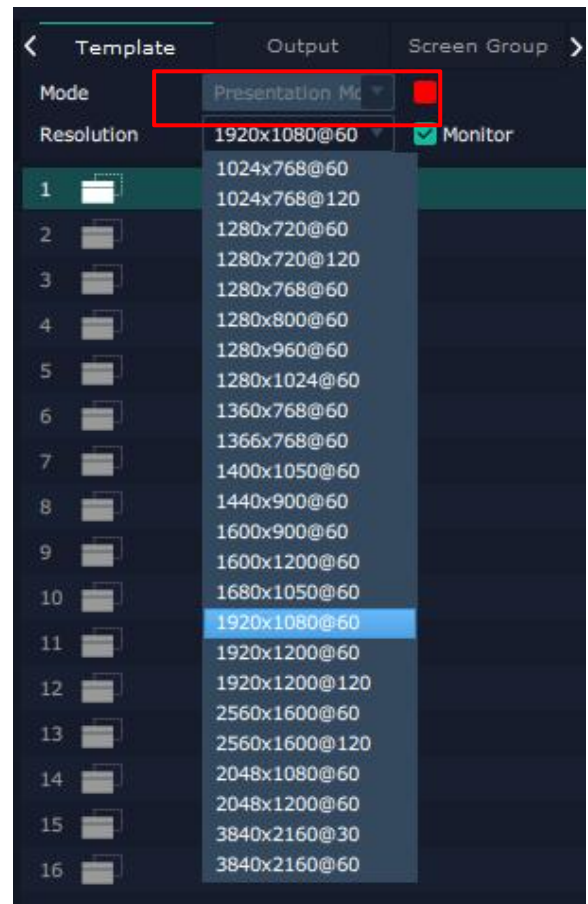 Template Output Screen Group
Mode Presentation Mo
Resolution 1920x1080@60 Monitor
1024x768@60
1 1024x768@120
2 1280x720@60
1280x720@120
3 1280x768@60
4 1280x800@60
1280x960@60
5 1280x1024@60
6 1360x768@60
1366x768@60
7 1400x1050@60
8 1440x900@60
1600x900@60
9 1600x1200@60
10 1680x1050@60
1920x1080@60
11 1920x1200@60
12 1920x1200@120
2560x1600@60
13 2560x1600@120
14 2048x1080@60
2048x1200@60
15 3840x2160@30
16 3840x2160@60